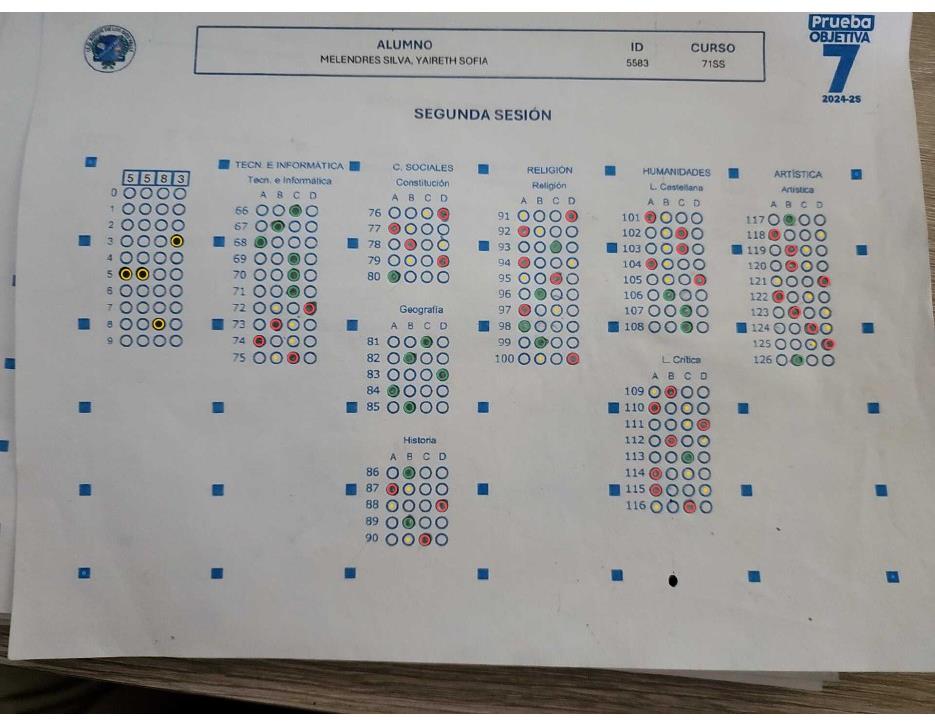 Prueba
OBJETIVA
7
2024-25
ALUMNO ID CURSO
MELENDRES SILVA, YAIRETH SOFIA 5583 71SS
SEGUNDA SESIÓN
5 5 8 3
0
1
2
3
4
5
6
7
8
9
TECN. E INFORMÁTICA
Tecn. e Informática
A B C D
66
67
68
69
70
71
72
73
74
75
C. SOCIALES
Constitución
A B C D
76
77
78
79
80
Geografía
A B C D
81
82
83
84
85
Historia
A B C D
86
87
88
89
90
RELIGIÓN
Religión
A B C D
91
92
93
94
95
96
97
98
99
100
HUMANIDADES
L. Castellana
A B C D
101
102
103
104
105
106
107
108
L. Crítica
A B C D
109
110
111
112
113
114
115
116
ARTÍSTICA
Artística
A B C D
117
118
119
120
121
122
123
124
125
126